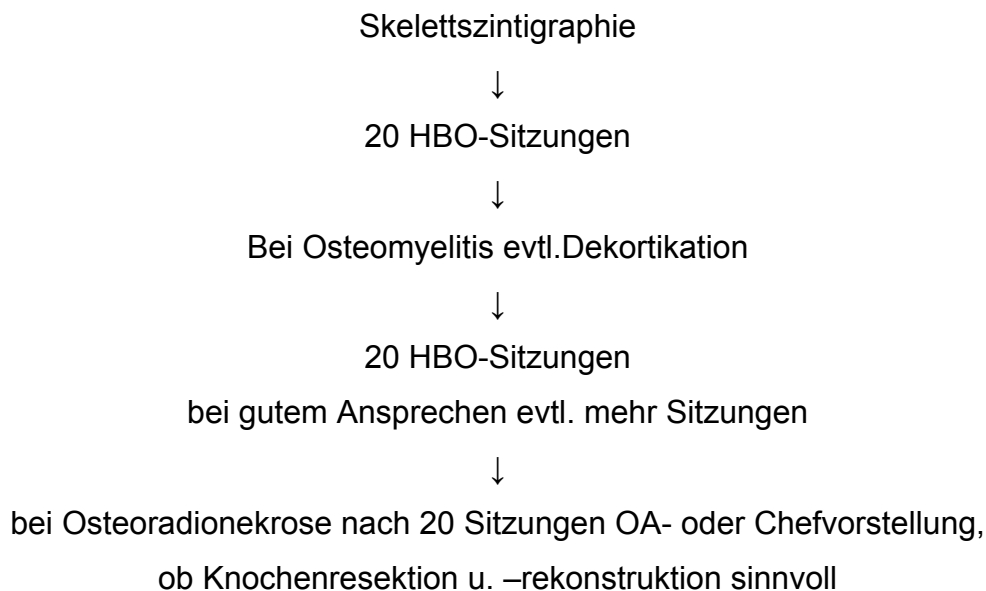 Skelettszintigraphie
↓
20 HBO-Sitzungen
↓
Bei Osteomyelitis evtl.Dekortikation
↓
20 HBO-Sitzungen
bei gutem Ansprechen evtl. mehr Sitzungen
↓
bei Osteoradionekrose nach 20 Sitzungen OA- oder Chefvorstellung,
ob Knochenresektion u. –rekonstruktion sinnvoll